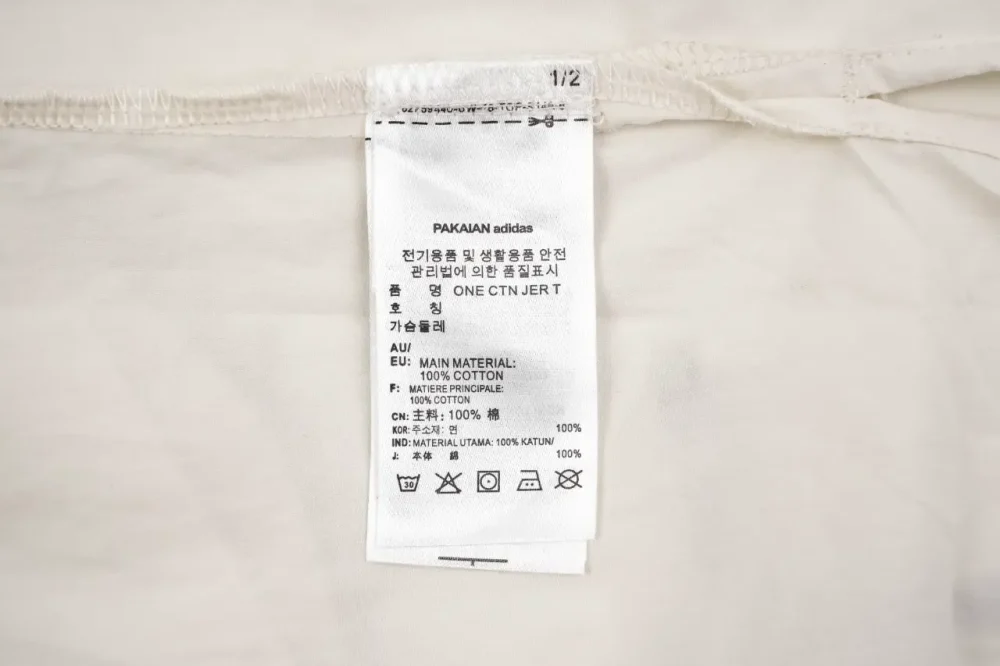 1/2
PAKAIAN adidas
전기용품 및 생활용품 안전
관리법에 의한 품질표시
품 명 ONE CTN JER T
호 칭
가슴둘레
AU/
EU: MAIN MATERIAL:
100% COTTON
F: MATIERE PRINCIPALE:
100% COTTON
CN: 主料: 100% 棉
KOR: 주소재: 면 100%
IND: MATERIAL UTAMA: 100% KATUN/
J: 本体 綿 100%
30